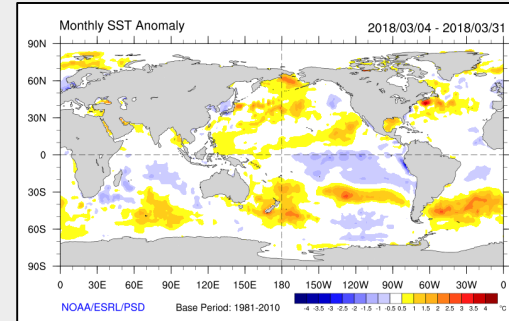 Monthly SST Anomaly 2018/03/04 - 2018/03/31
90N
60N
30N
0
30S
60S
90S
0 30E 60E 90E 120E 150E 180 150W 120W 90W 60W 30W 0
NOAA/ESRL/PSD Base Period: 1981-2010
-4 -3.5 -3 -2.5 -2 -1.5 -1 -0.5 0.5 1 1.5 2 2.5 3 3.5 4 °C